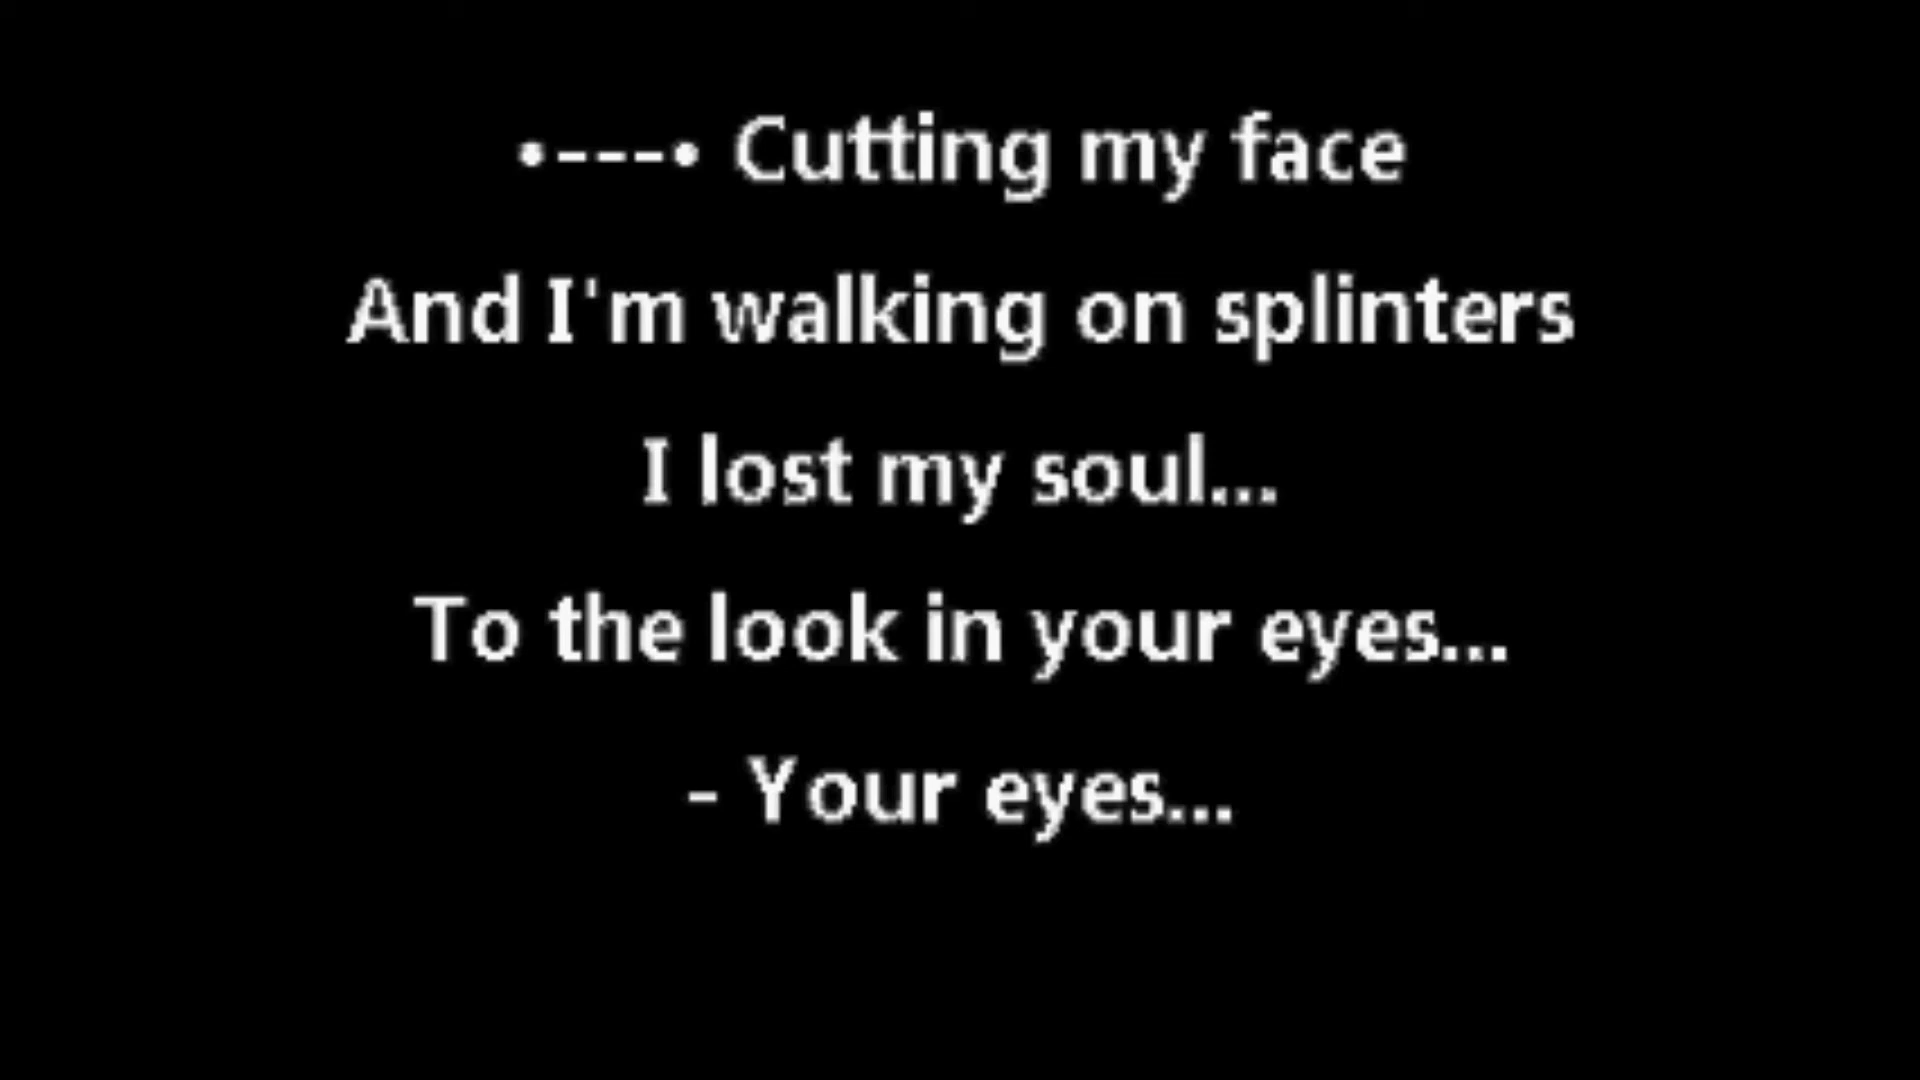 •---• Cutting my face
And I'm walking on splinters
I lost my soul...
To the look in your eyes...
- Your eyes...